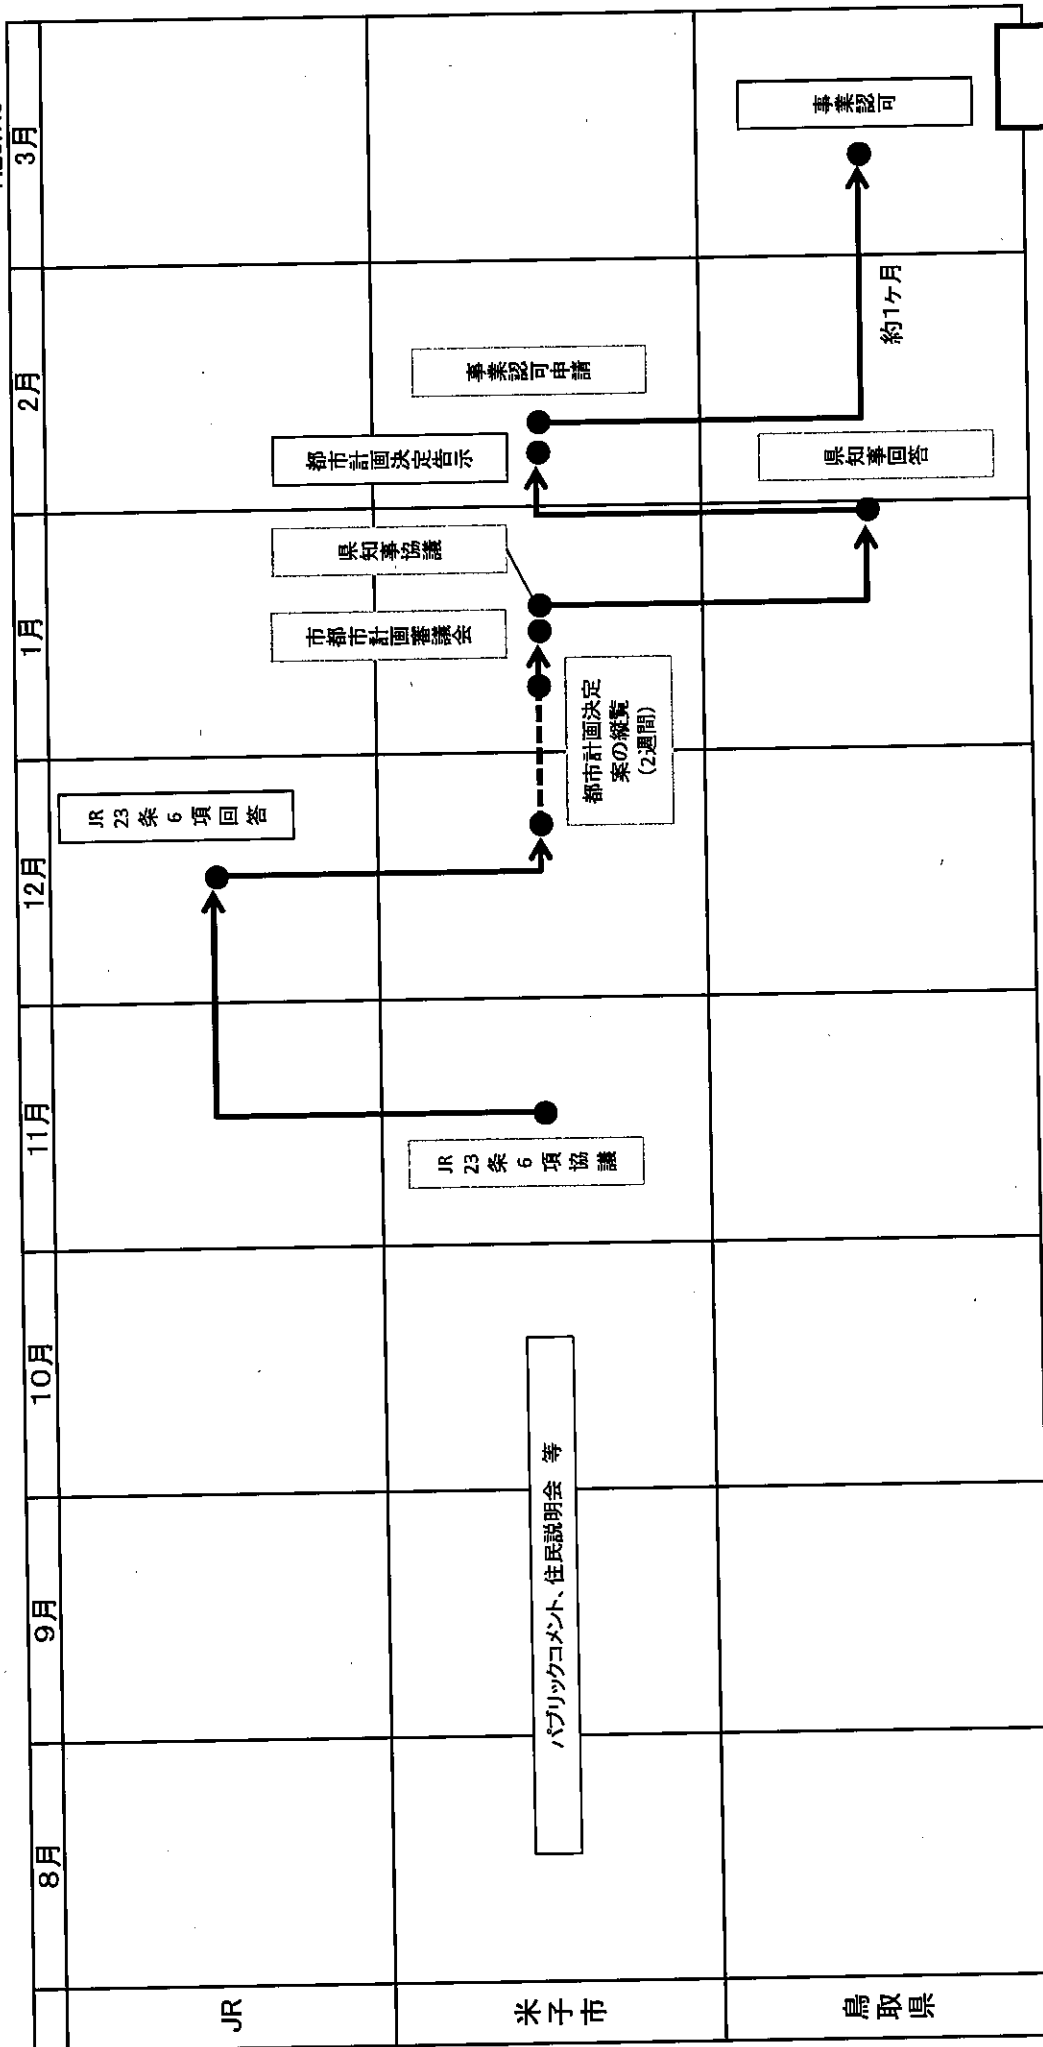 8月 9月 10月 11月 12月 1月 2月 3月
JR
JR23条6項回答
米子市
パブリックコメント、住民説明会 等
JR23条6項協議
都市計画決定
案の縦覧
(2週間)
市都市計画審議会
県知事協議
都市計画決定告示
事業認可申請
鳥取県
県知事回答
約1ヶ月
事業認可